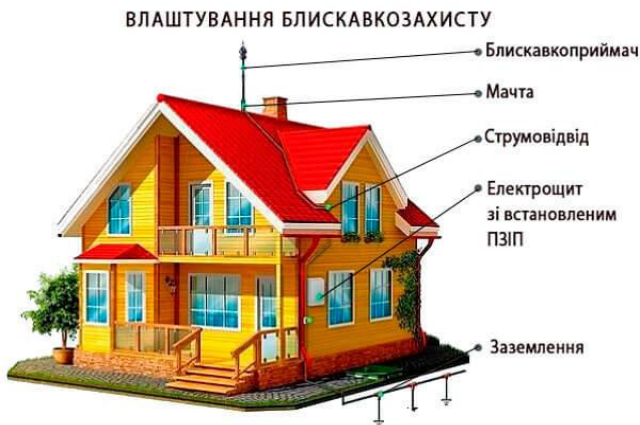 ВЛАШТУВАННЯ БЛИСКАВКОЗАХИСТУ
Блискавкоприймач
Мачта
Струмовідвід
Електрощит
зі встановленим
ПЗІП
Заземлення